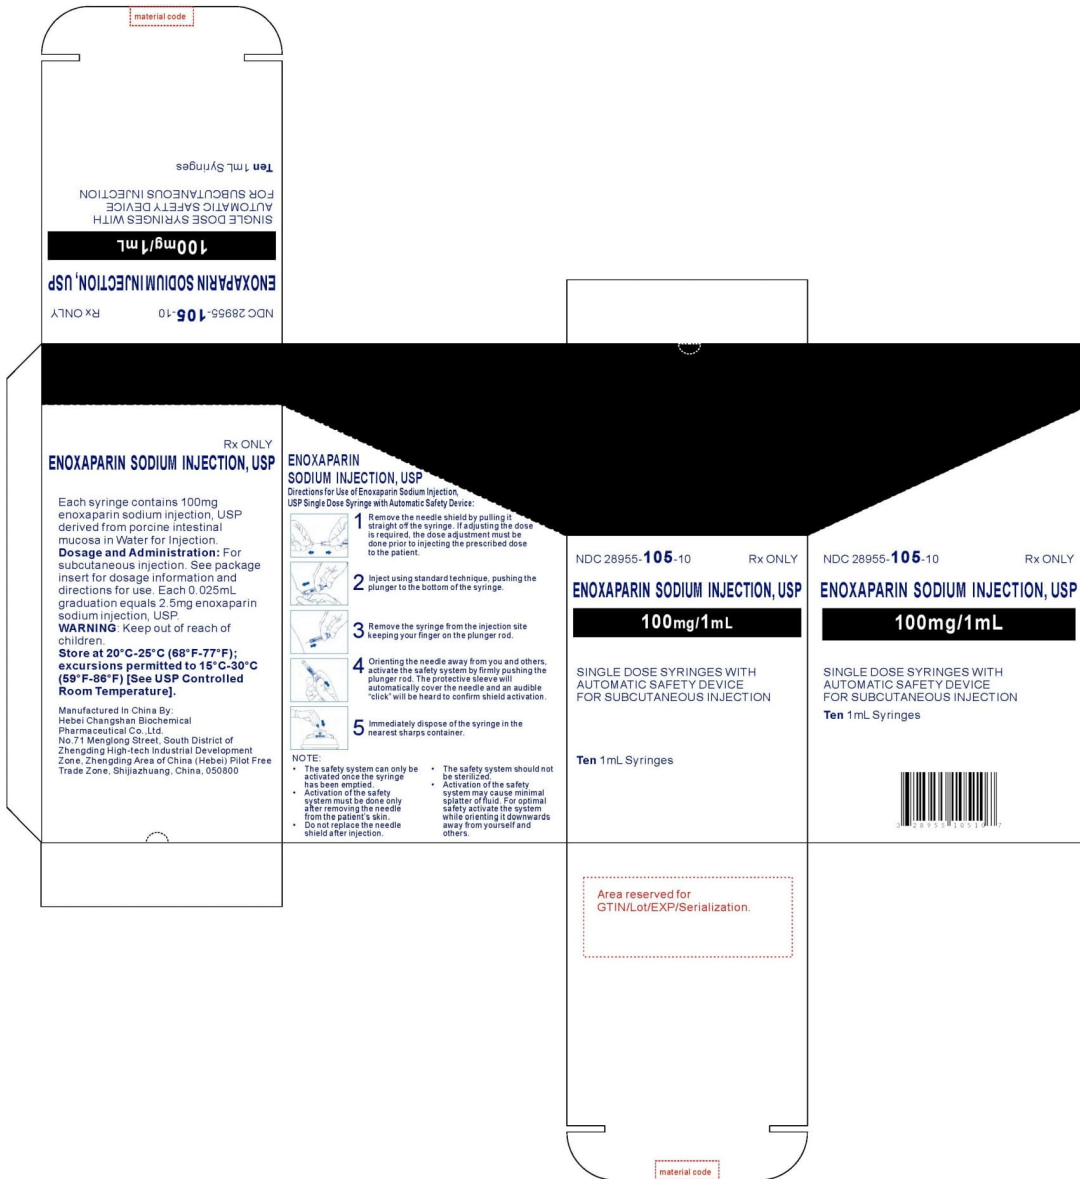 material code
Ten 1mL Syringes
SINGLE DOSE SYRINGES WITH
AUTOMATIC SAFETY DEVICE
FOR SUBCUTANEOUS INJECTION
100mg/1mL
ENOXAPARIN SODIUM INJECTION, USP
NDC 28955-105-10 Rx ONLY
Rx ONLY
ENOXAPARIN SODIUM INJECTION, USP
Each syringe contains 100mg
enoxaparin sodium injection, USP
derived from porcine intestinal
mucosa in Water for Injection.
Dosage and Administration: For
subcutaneous injection. See package
insert for dosage information and
directions for use. Each 0.025mL
graduation equals 2.5mg enoxaparin
sodium injection, USP.
WARNING: Keep out of reach of
children.
Store at 20°C-25°C (68°F-77°F);
excursions permitted to 15°C-30°C
(59°F-86°F) [See USP Controlled
Room Temperature].
Manufactured In China By:
Hebei Changshan Biochemical
Pharmaceutical Co.,Ltd.
No.71 Menglong Street, South District of
Zhengding High-tech Industrial Development
Zone, Zhengding Area of China (Hebei) Pilot Free
Trade Zone, Shijiazhuang, China, 050800
ENOXAPARIN
SODIUM INJECTION, USP
Directions for Use of Enoxaparin Sodium Injection,
USP Single Dose Syringe with Automatic Safety Device:
1 Remove the needle shield by pulling it
straight off the syringe. If adjusting the dose
is required, the dose adjustment must be
done prior to injecting the prescribed dose
to the patient.
2 Inject using standard technique, pushing the
plunger to the bottom of the syringe.
3 Remove the syringe from the injection site
keeping your finger on the plunger rod.
4 Orienting the needle away from you and others,
activate the safety system by firmly pushing the
plunger rod. The protective sleeve will
automatically cover the needle and an audible
"click" will be heard to confirm shield activation.
5 Immediately dispose of the syringe in the
nearest sharps container.
NOTE:
• The safety system can only be
activated once the syringe
has been emptied.
• Activation of the safety
system must be done only
after removing the needle
from the patient's skin.
• Do not replace the needle
shield after injection.
• The safety system should not
be sterilized.
• Activation of the safety
system may cause minimal
splatter of fluid. For optimal
safety activate the system
while orienting it downwards
away from yourself and
others.
NDC 28955-105-10 Rx ONLY
ENOXAPARIN SODIUM INJECTION, USP
100mg/1mL
SINGLE DOSE SYRINGES WITH
AUTOMATIC SAFETY DEVICE
FOR SUBCUTANEOUS INJECTION
Ten 1mL Syringes
NDC 28955-105-10 Rx ONLY
ENOXAPARIN SODIUM INJECTION, USP
100mg/1mL
SINGLE DOSE SYRINGES WITH
AUTOMATIC SAFETY DEVICE
FOR SUBCUTANEOUS INJECTION
Ten 1mL Syringes
3 28955 10510 7
Area reserved for
GTIN/Lot/EXP/Serialization.
material code